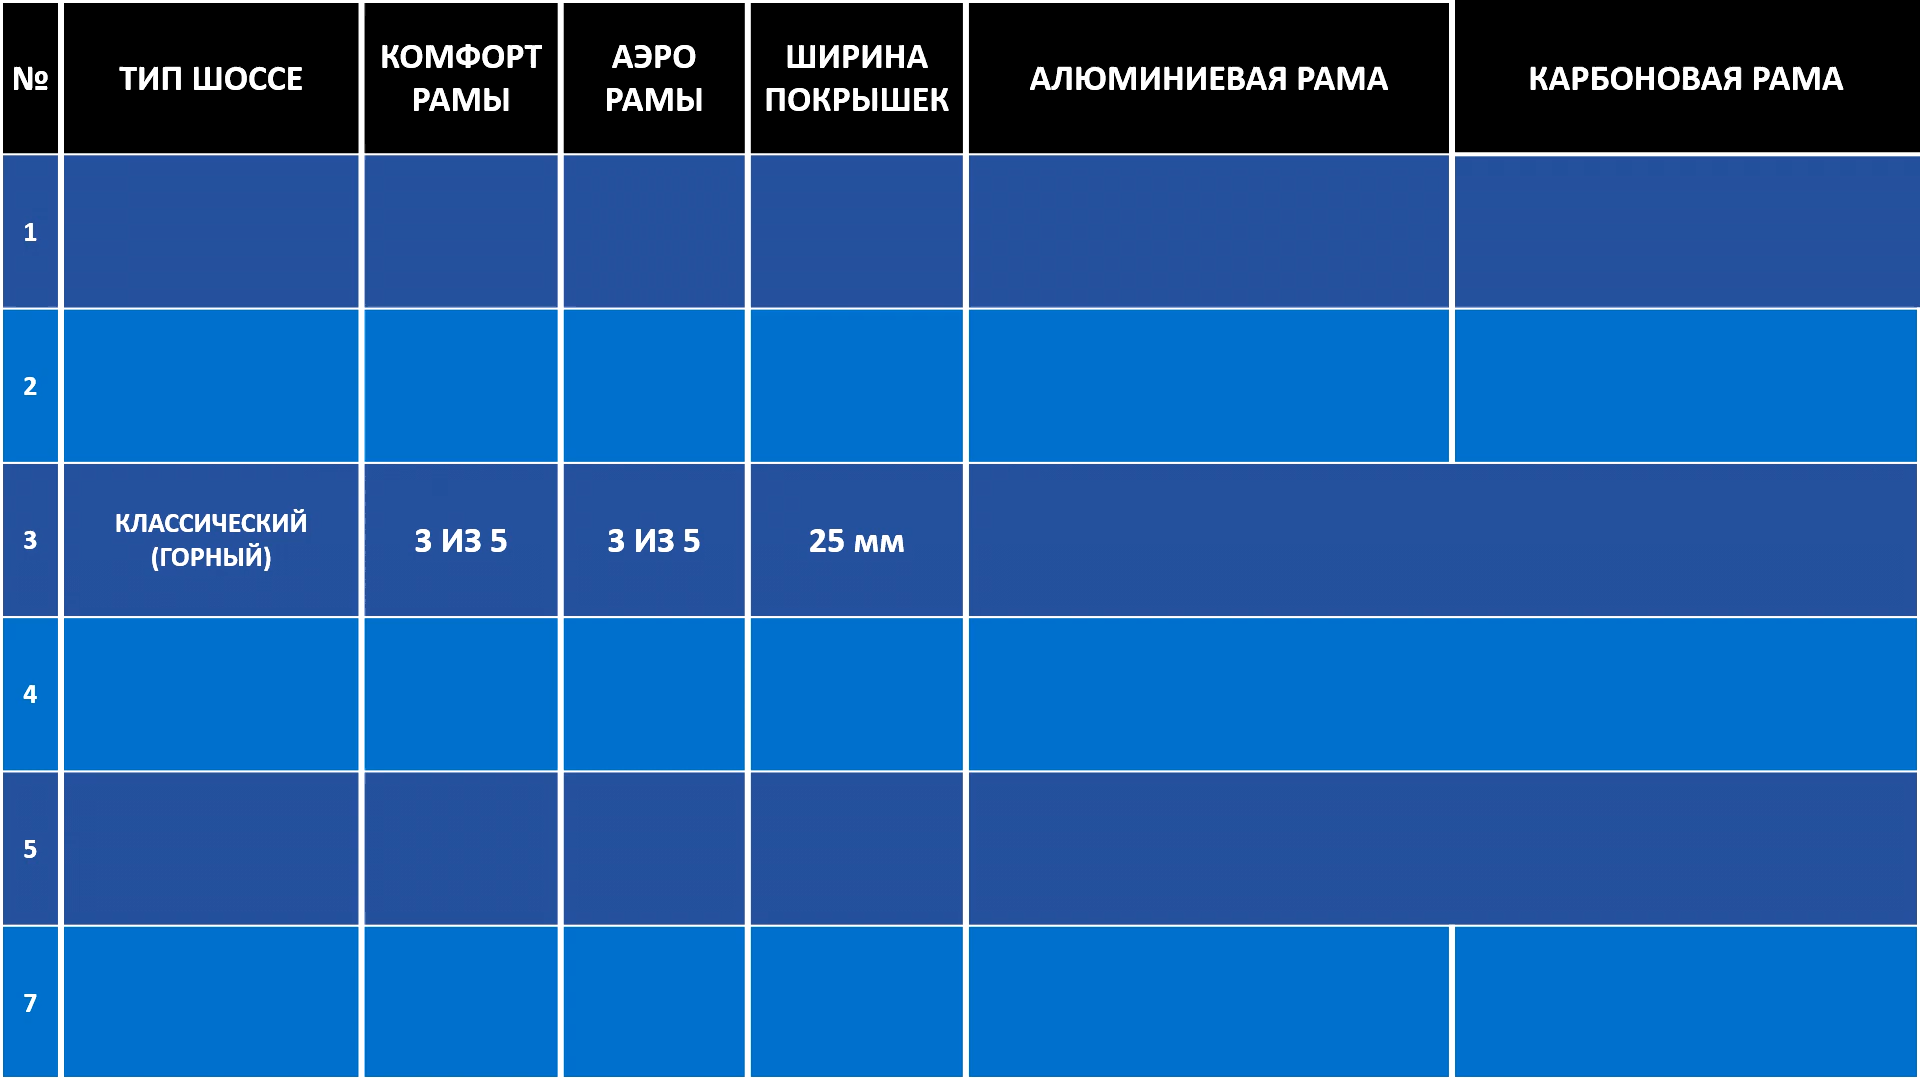 №
ТИП ШОССЕ
КОМФОРТ
РАМЫ
АЭРО
РАМЫ
ШИРИНА
ПОКРЫШЕК
АЛЮМИНИЕВАЯ РАМА
КАРБОНОВАЯ РАМА
1
2
3
КЛАССИЧЕСКИЙ
(ГОРНЫЙ)
3 ИЗ 5
3 ИЗ 5
25 мм
4
5
7